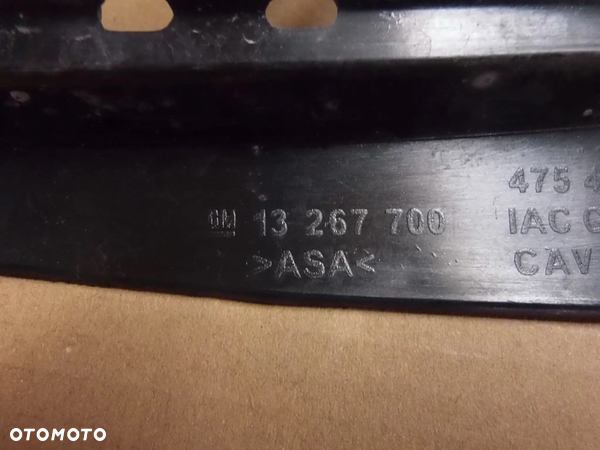 GM 13 267 700
>ASA<
475 4
IAC G
CAV
OTOMOTO